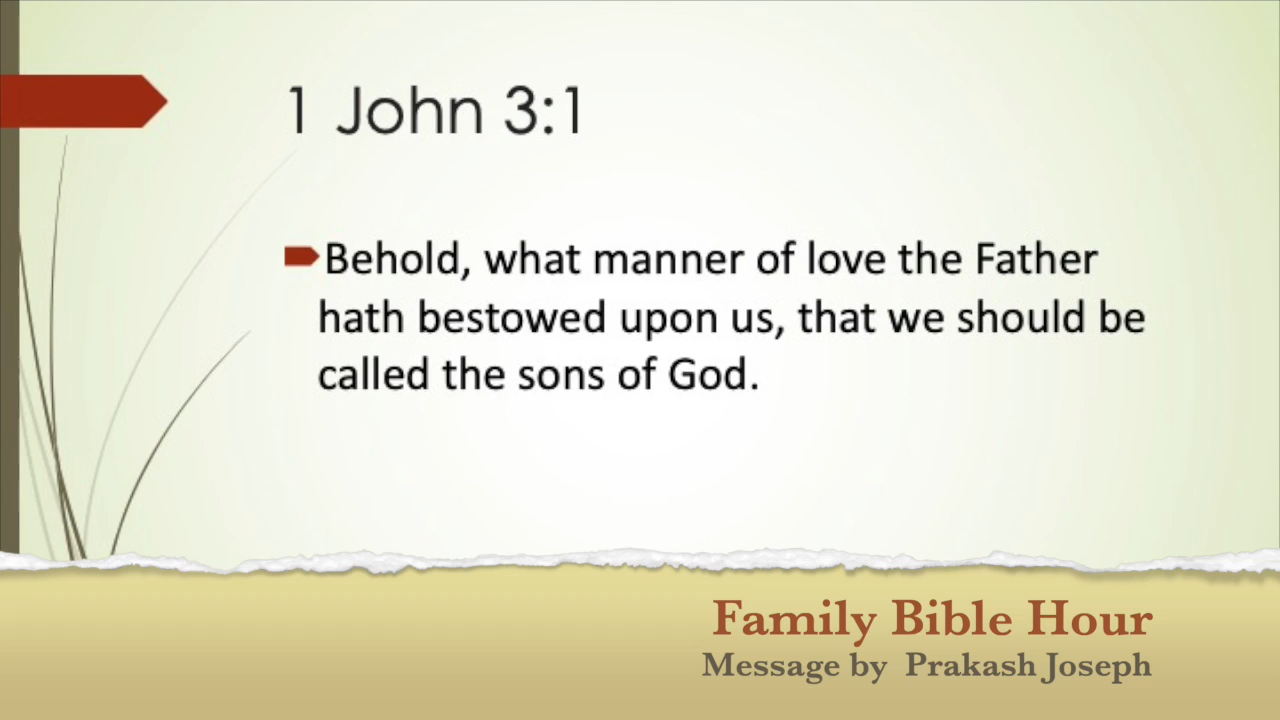 1 John 3:1
Behold, what manner of love the Father
hath bestowed upon us, that we should be
called the sons of God.
Family Bible Hour
Message by Prakash Joseph